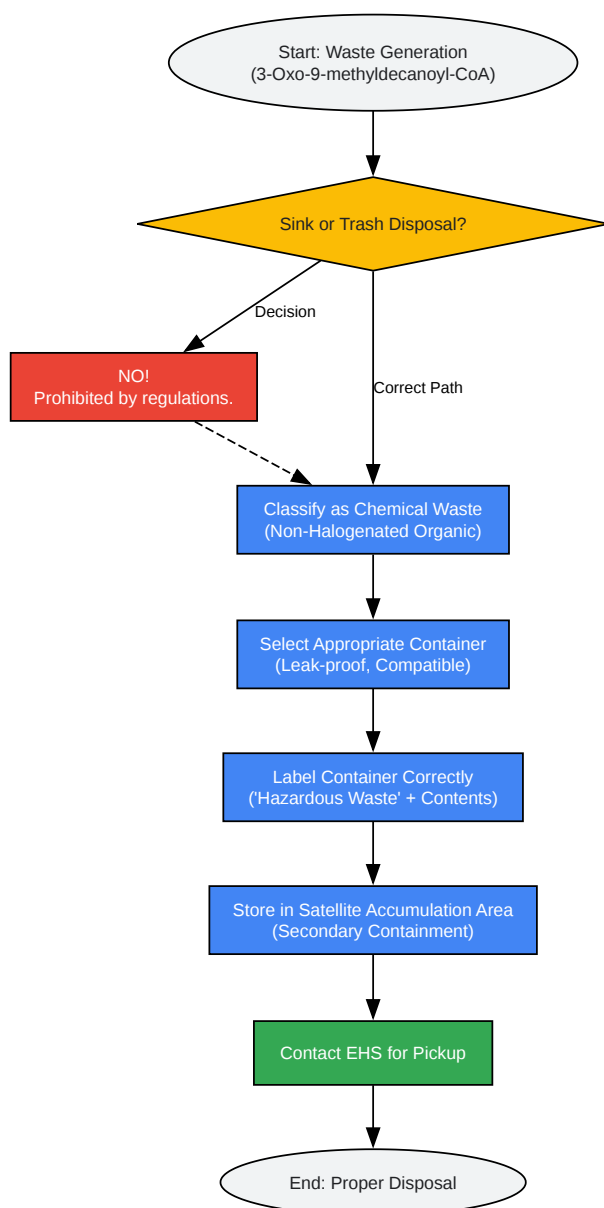 Start: Waste Generation
(3-Oxo-9-methyldecanoyl-CoA)
Sink or Trash Disposal?
Decision
NO!
Prohibited by regulations.
Correct Path
Classify as Chemical Waste
(Non-Halogenated Organic)
Select Appropriate Container
(Leak-proof, Compatible)
Label Container Correctly
('Hazardous Waste' + Contents)
Store in Satellite Accumulation Area
(Secondary Containment)
Contact EHS for Pickup
End: Proper Disposal